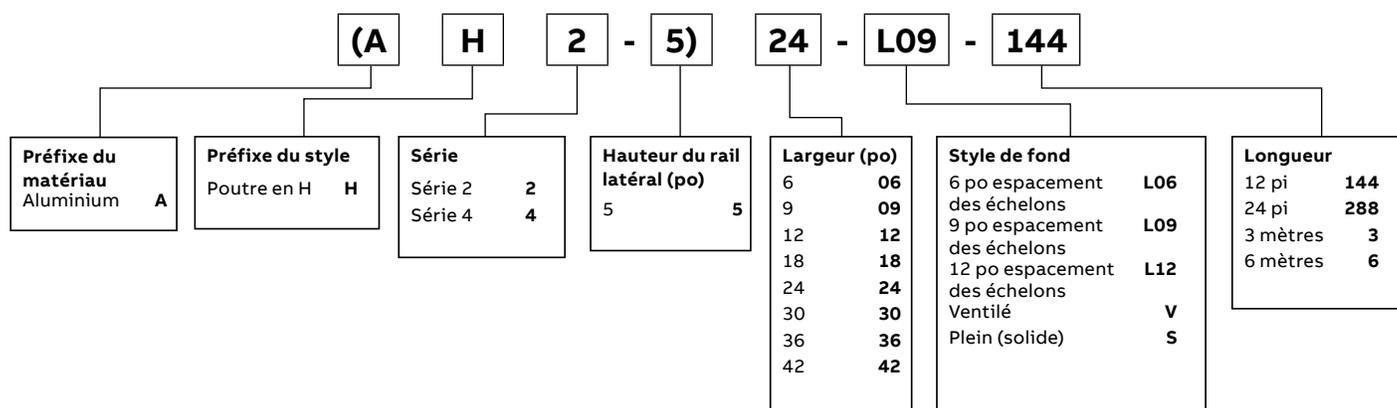 (A H 2 - 5) 24 - L09 - 144
Préfixe du
matériau
Aluminium A
Préfixe du style
Poutre en H H
Série
Série 2 2
Série 4 4
Hauteur du rail
latéral (po)
5 5
Largeur (po)
6 06
9 09
12 12
18 18
24 24
30 30
36 36
42 42
Style de fond
6 po espacement L06
des échelons
9 po espacement L09
des échelons
12 po espacement L12
des échelons
Ventilé V
Plein (solide) S
Longueur
12 pi 144
24 pi 288
3 mètres 3
6 mètres 6